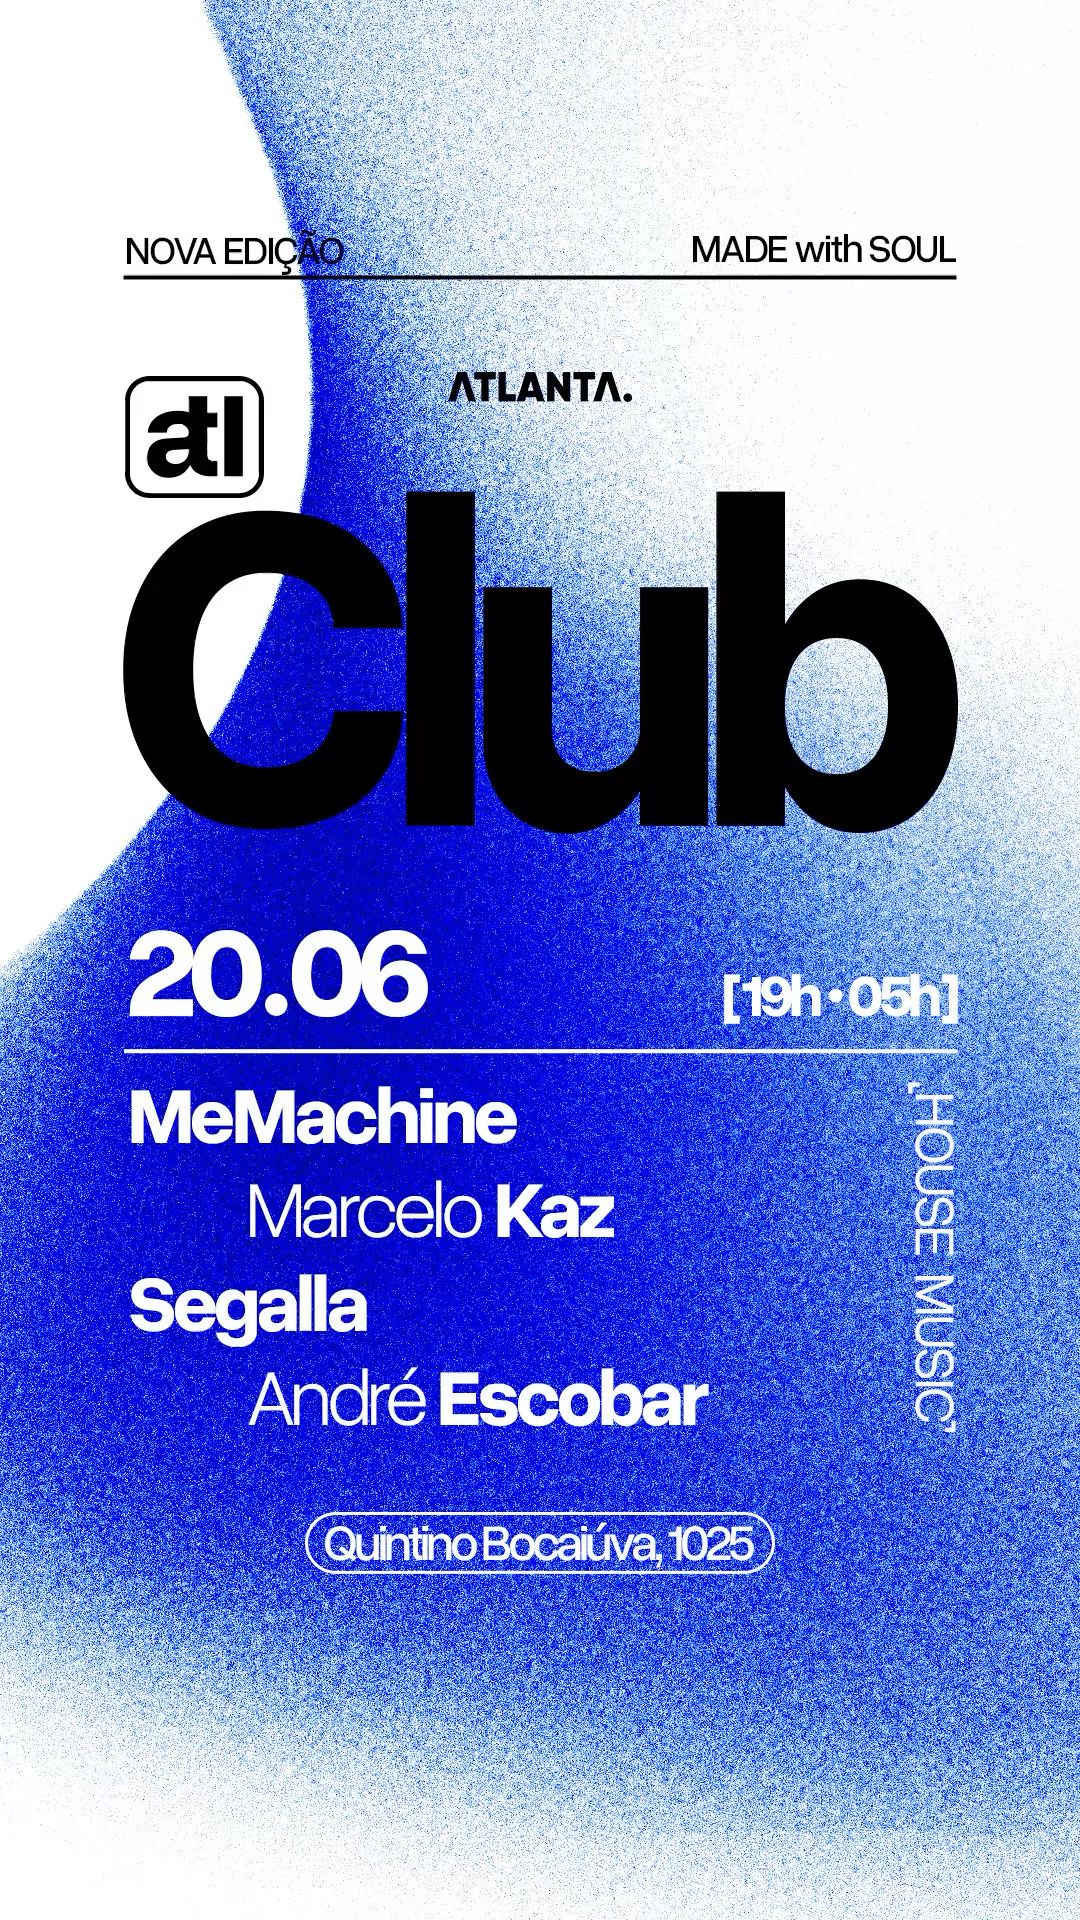 NOVA EDIÇÃO
MADE with SOUL
atl
ATLANTA.
Club
20.06
[19h•05h]
MeMachine
Marcelo Kaz
Segalla
André Escobar
"HOUSE MUSIC"
Quintino Bocaiúva, 1025